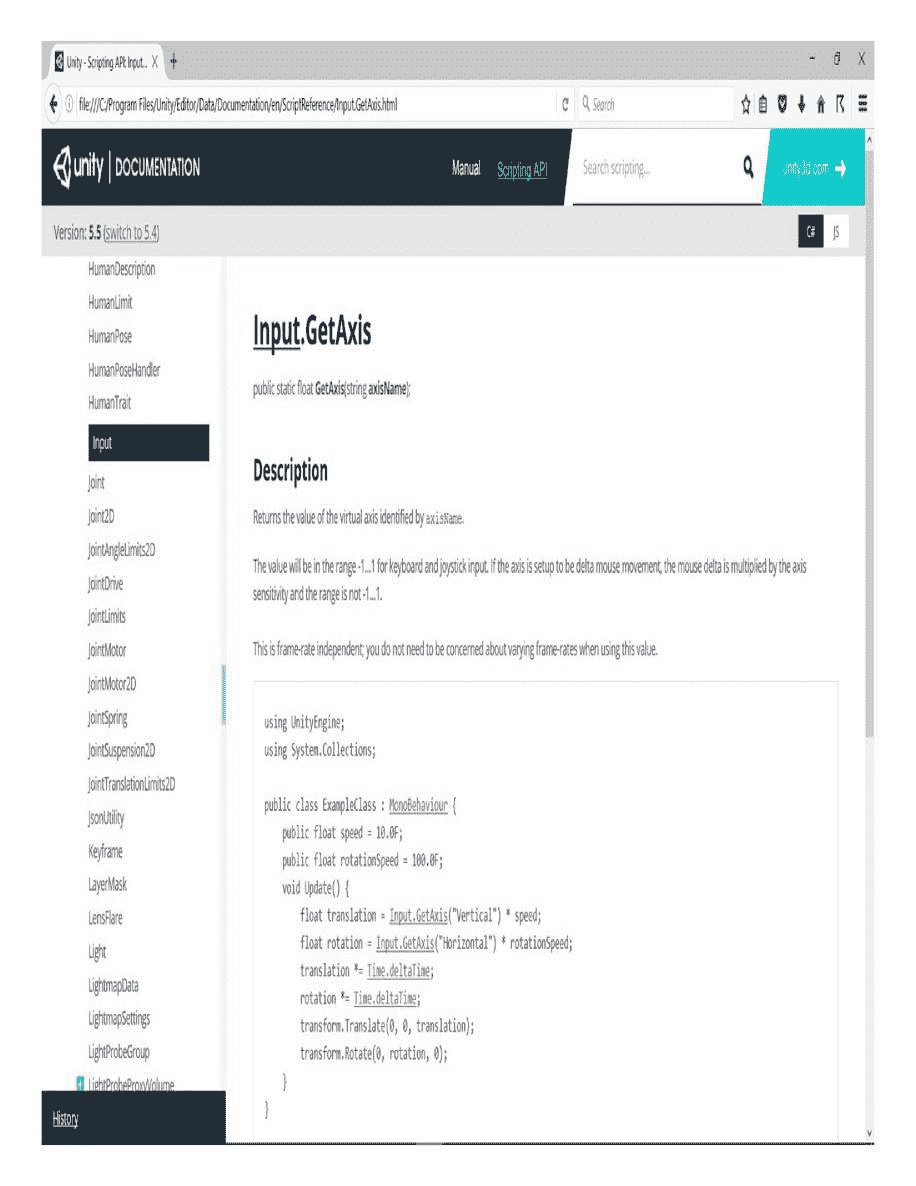 Unity - Scripting API: Input...
file:///C:/Program Files/Unity/Editor/Data/Documentation/en/ScriptReference/Input.GetAxis.html
Search
unity | DOCUMENTATION
Manual
Scripting API
Search scripting...
unity3d.com
Version: 5.5 (switch to 5.4)
C#
JS
HumanDescription
HumanLimit
HumanPose
HumanPoseHandler
HumanTrait
Input
Joint
Joint2D
JointAngleLimits2D
JointDrive
JointLimits
JointMotor
JointMotor2D
JointSpring
JointSuspension2D
JointTranslationLimits2D
JsonUtility
Keyframe
LayerMask
LensFlare
Light
LightmapData
LightmapSettings
LightProbeGroup
LightProbeProxyVolume
History
Input.GetAxis
public static float GetAxis(string axisName);
Description
Returns the value of the virtual axis identified by axisName.
The value will be in the range -1...1 for keyboard and joystick input. If the axis is setup to be delta mouse movement, the mouse delta is multiplied by the axis
sensitivity and the range is not -1...1.
This is frame-rate independent; you do not need to be concerned about varying frame-rates when using this value.
using UnityEngine;
using System.Collections;
public class ExampleClass : MonoBehaviour {
public float speed = 10.0F;
public float rotationSpeed = 100.0F;
void Update() {
float translation = Input.GetAxis("Vertical") * speed;
float rotation = Input.GetAxis("Horizontal") * rotationSpeed;
translation *= Time.deltaTime;
rotation *= Time.deltaTime;
transform.Translate(0, 0, translation);
transform.Rotate(0, rotation, 0);
}
}